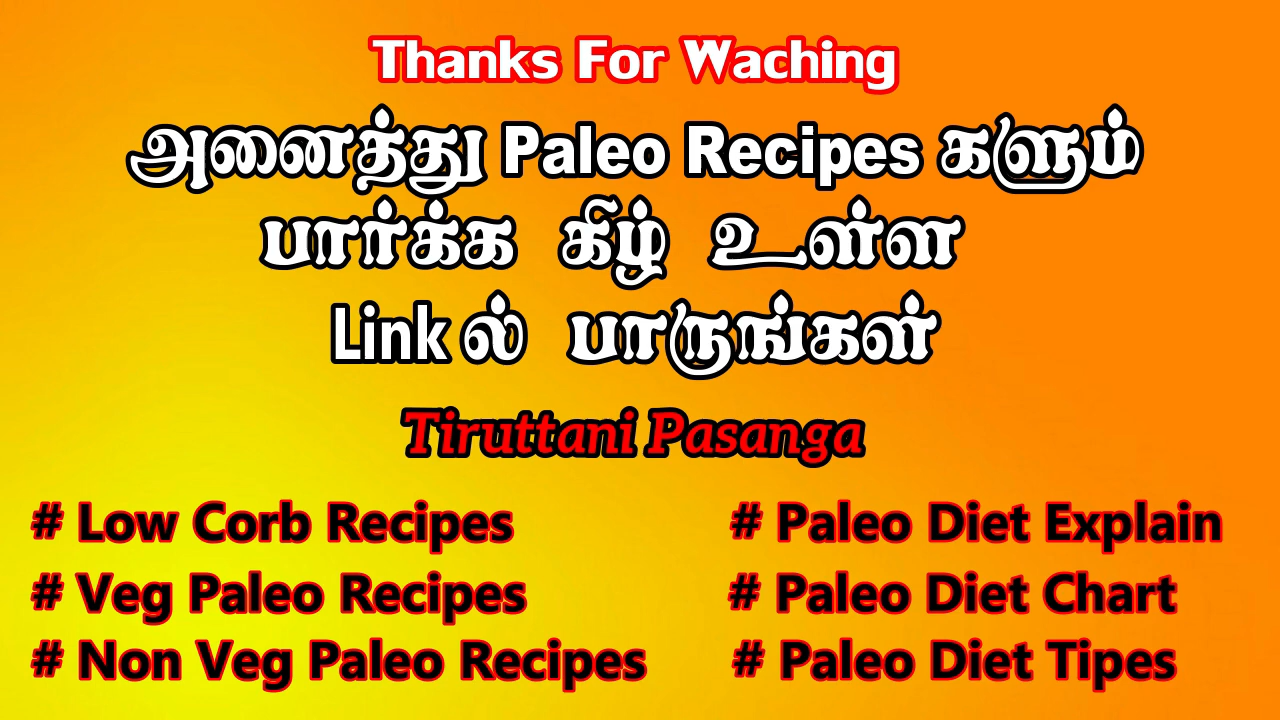 Thanks For Waching
அனைத்து Paleo Recipes களும்
பார்க்க கிழ் உள்ள
Link ல் பாருங்கள்
Tiruttani Pasanga
# Low Corb Recipes
# Veg Paleo Recipes
# Non Veg Paleo Recipes
# Paleo Diet Explain
# Paleo Diet Chart
# Paleo Diet Tipes